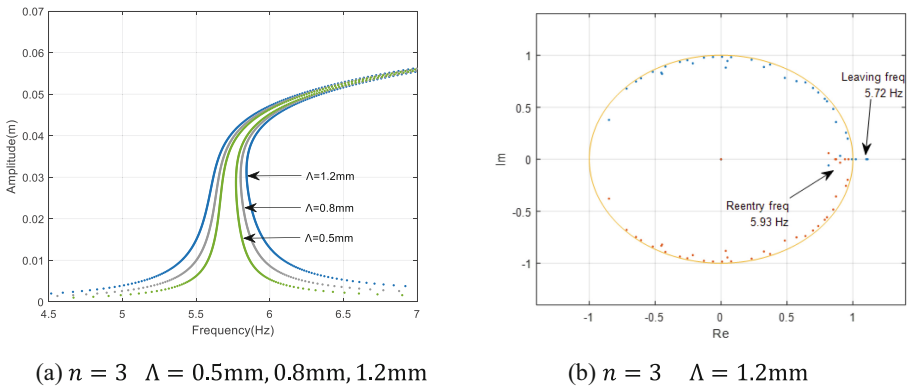 0.07
0.06
0.05
0.04
0.03
0.02
0.01
0
4.5 5 5.5 6 6.5 7
Amplitude(m)
Frequency(Hz)
Λ=1.2mm
Λ=0.8mm
Λ=0.5mm
(a) n = 3 Λ = 0.5mm, 0.8mm, 1.2mm
1
0.5
0
-0.5
-1
-1 -0.5 0 0.5 1
Im
Re
Leaving freq
5.72 Hz
Reentry freq
5.93 Hz
(b) n = 3 Λ = 1.2mm